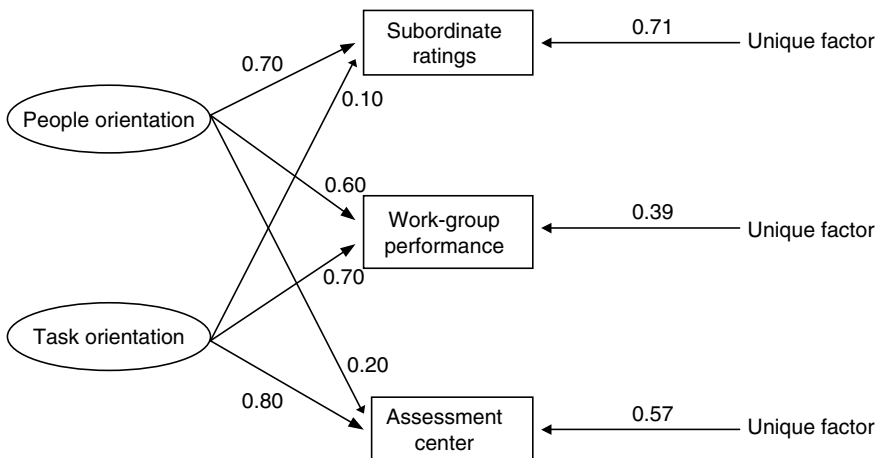 Subordinate
ratings
0.71
Unique factor
0.70
0.10
People orientation
0.60
Work-group
performance
0.39
Unique factor
0.70
Task orientation
0.20
0.80
Assessment
center
0.57
Unique factor